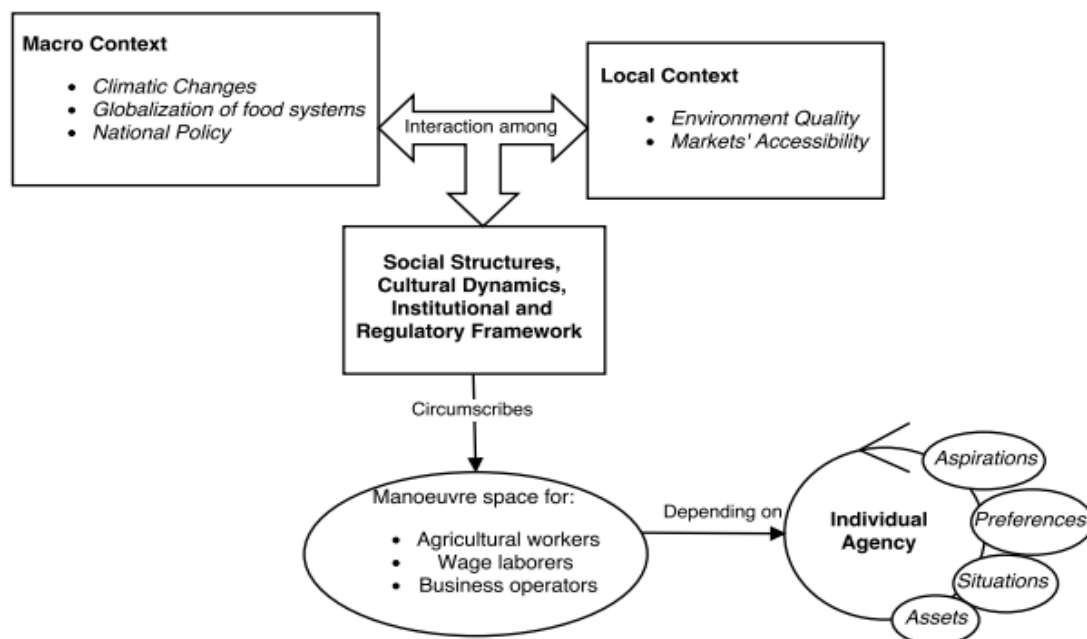 Macro Context
• Climatic Changes
• Globalization of food systems
• National Policy
Local Context
• Environment Quality
• Markets' Accessibility
Interaction among
Social Structures,
Cultural Dynamics,
Institutional and
Regulatory Framework
Circumscribes
Manoeuvre space for:
• Agricultural workers
• Wage laborers
• Business operators
Depending on
Individual
Agency
Aspirations
Preferences
Situations
Assets